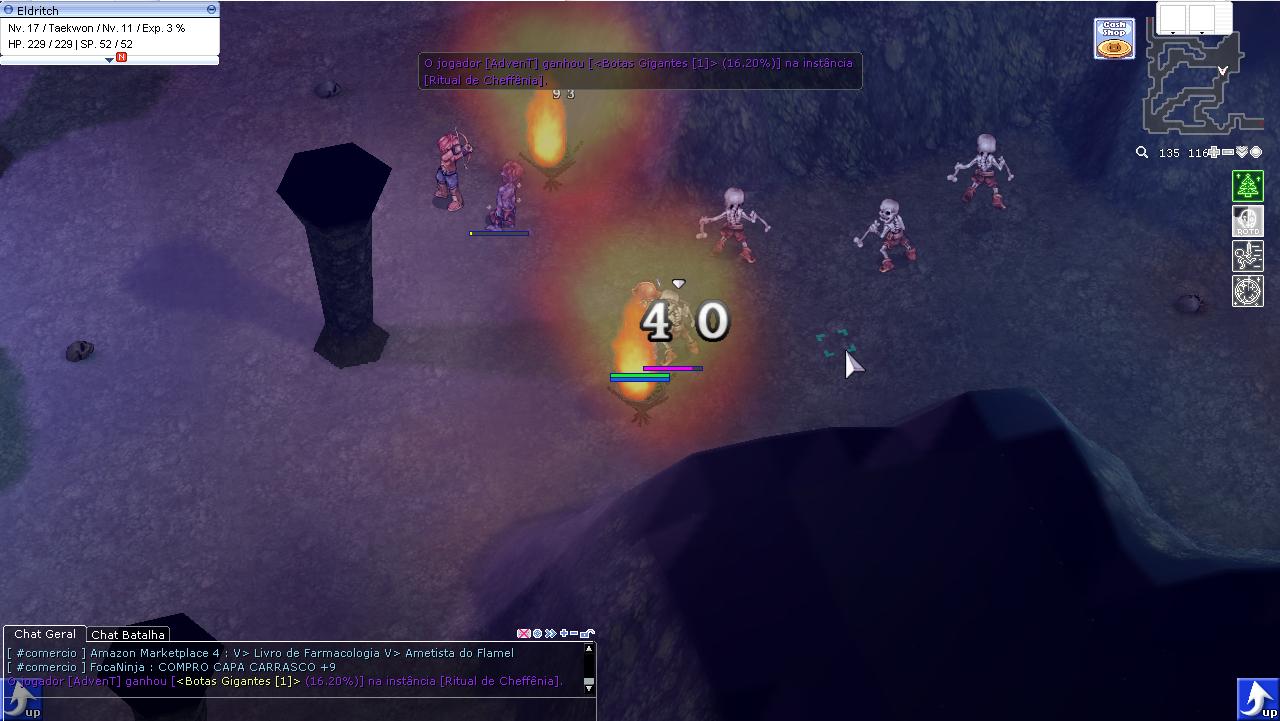 Eldritch
Nv. 17 / Taekwon / Nv. 11 / Exp. 3 %
HP. 229 / 229 | SP. 52 / 52
N
Cash
Shop
O jogador [AdvenT] ganhou [<Botas Gigantes [1]> (16.20%)] na instância
[Ritual de Cheffênia].
9 3
135 116
ROTD
4 0
Chat Geral
Chat Batalha
[ #comercio ] Amazon Marketplace 4 : V> Livro de Farmacologia V> Ametista do Flamel
[ #comercio ] FocaNinja : COMPRO CAPA CARRASCO +9
O jogador [AdvenT] ganhou [<Botas Gigantes [1]> (16.20%)] na instância [Ritual de Cheffênia].
up
up